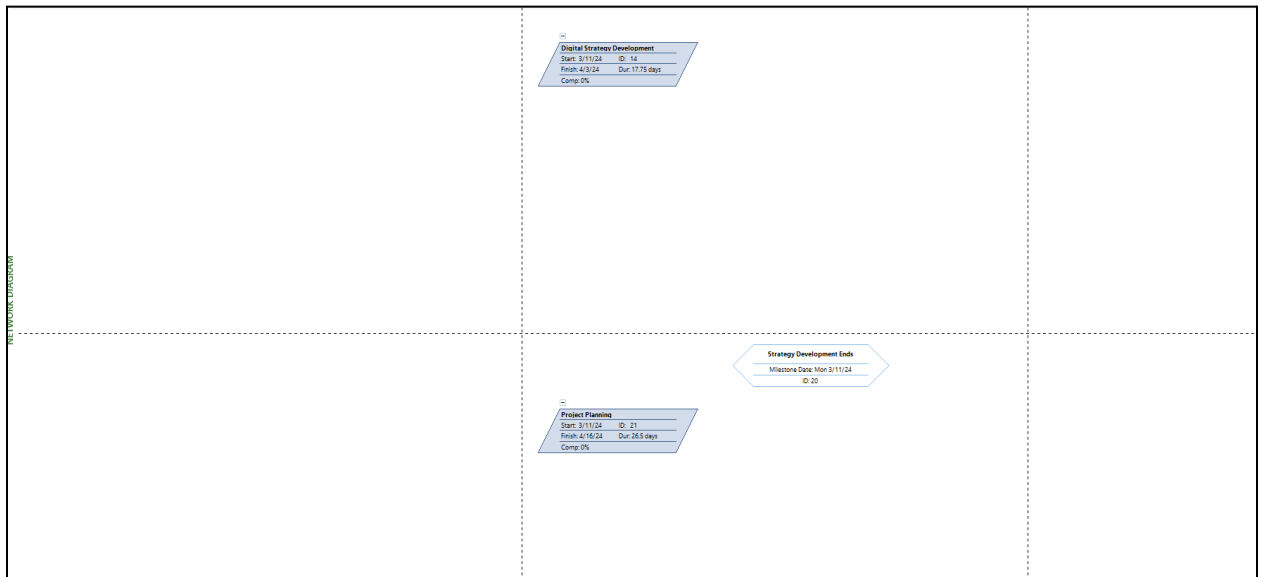 NETWORK DIAGRAM
Digital Strategy Development
Start: 3/11/24 ID: 14
Finish: 4/3/24 Dur: 17.75 days
Comp: 0%
Strategy Development Ends
Milestone Date: Mon 3/11/24
ID: 20
Project Planning
Start: 3/11/24 ID: 21
Finish: 4/16/24 Dur: 26.5 days
Comp: 0%